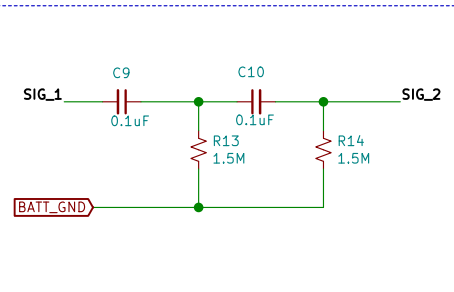 C9
C10
SIG_1
SIG_2
0.1uF
0.1uF
R13
1.5M
R14
1.5M
BATT_GND